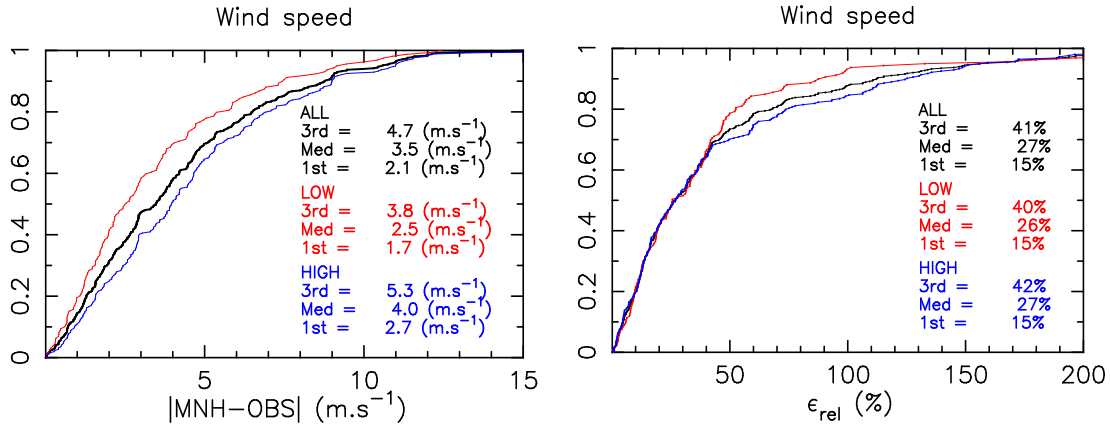 Wind speed
1
0.8
0.6
0.4
0.2
0
ALL
3rd = 4.7 (m.s⁻¹)
Med = 3.5 (m.s⁻¹)
1st = 2.1 (m.s⁻¹)
LOW
3rd = 3.8 (m.s⁻¹)
Med = 2.5 (m.s⁻¹)
1st = 1.7 (m.s⁻¹)
HIGH
3rd = 5.3 (m.s⁻¹)
Med = 4.0 (m.s⁻¹)
1st = 2.7 (m.s⁻¹)
5 10 15
|MNH−OBS| (m.s⁻¹)
Wind speed
1
0.8
0.6
0.4
0.2
0
ALL
3rd = 41%
Med = 27%
1st = 15%
LOW
3rd = 40%
Med = 26%
1st = 15%
HIGH
3rd = 42%
Med = 27%
1st = 15%
50 100 150 200
ϵrel (%)